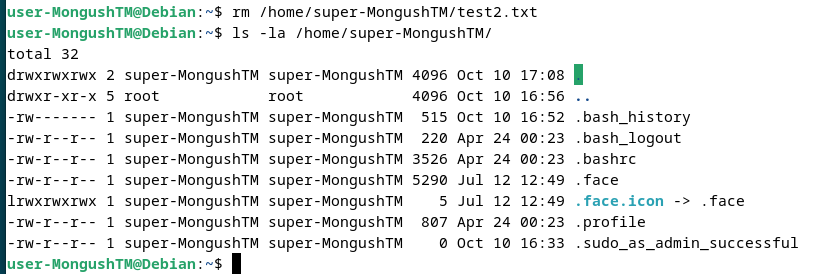 user-MongushTM@Debian:~$ rm /home/super-MongushTM/test2.txt
user-MongushTM@Debian:~$ ls -la /home/super-MongushTM/
total 32
drwxrwxrwx 2 super-MongushTM super-MongushTM 4096 Oct 10 17:08 .
drwxr-xr-x 5 root            root            4096 Oct 10 16:56 ..
-rw------- 1 super-MongushTM super-MongushTM  515 Oct 10 16:52 .bash_history
-rw-r--r-- 1 super-MongushTM super-MongushTM  220 Apr 24 00:23 .bash_logout
-rw-r--r-- 1 super-MongushTM super-MongushTM 3526 Apr 24 00:23 .bashrc
-rw-r--r-- 1 super-MongushTM super-MongushTM 5290 Jul 12 12:49 .face
lrwxrwxrwx 1 super-MongushTM super-MongushTM    5 Jul 12 12:49 .face.icon -> .face
-rw-r--r-- 1 super-MongushTM super-MongushTM  807 Apr 24 00:23 .profile
-rw-r--r-- 1 super-MongushTM super-MongushTM    0 Oct 10 16:33 .sudo_as_admin_successful
user-MongushTM@Debian:~$